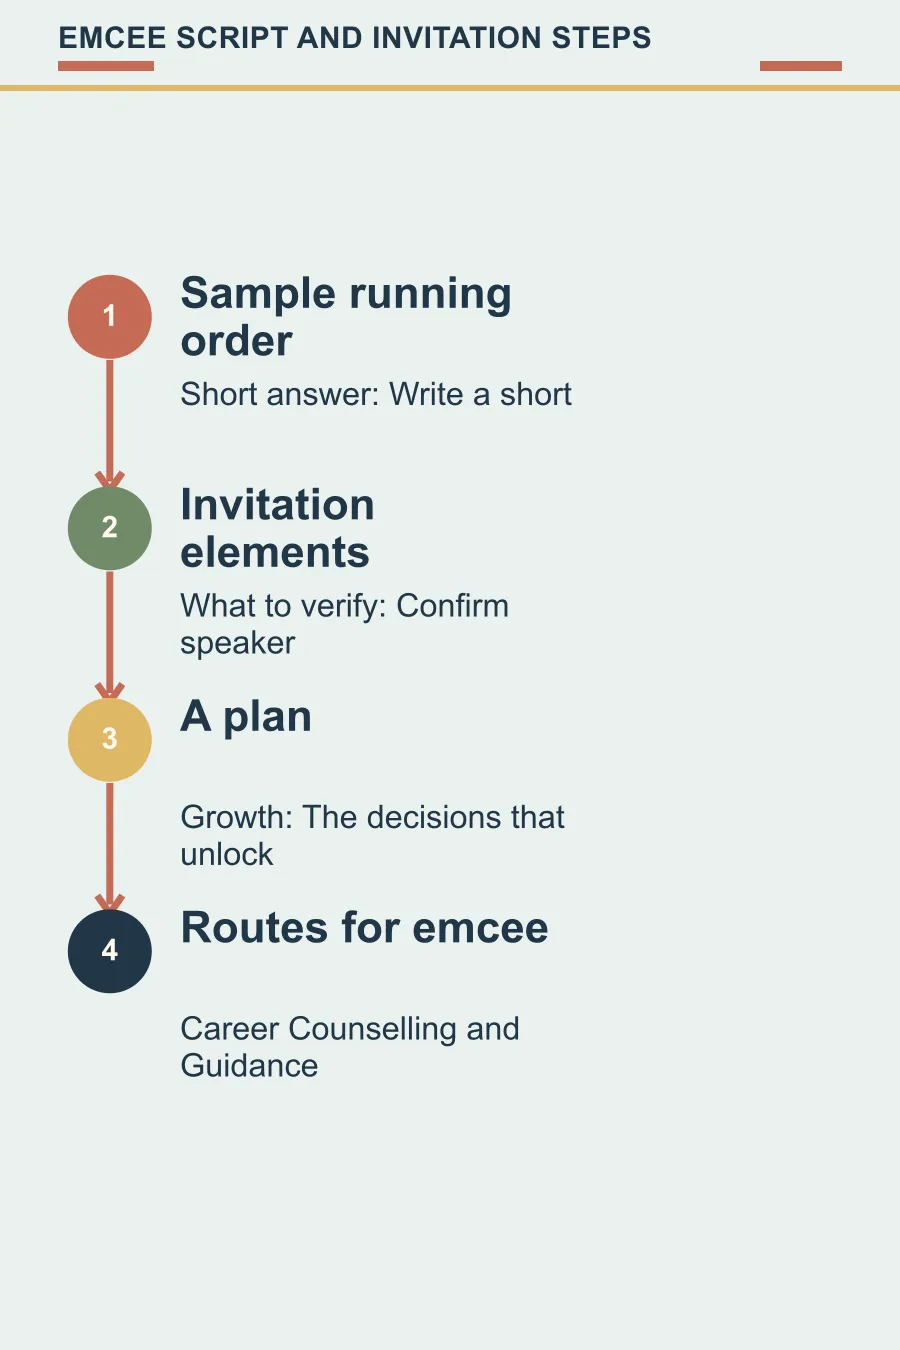 EMCEE SCRIPT AND INVITATION STEPS
1
Sample running
order
Short answer: Write a short
2
Invitation
elements
What to verify: Confirm
speaker
3
A plan
Growth: The decisions that
unlock
4
Routes for emcee
Career Counselling and
Guidance